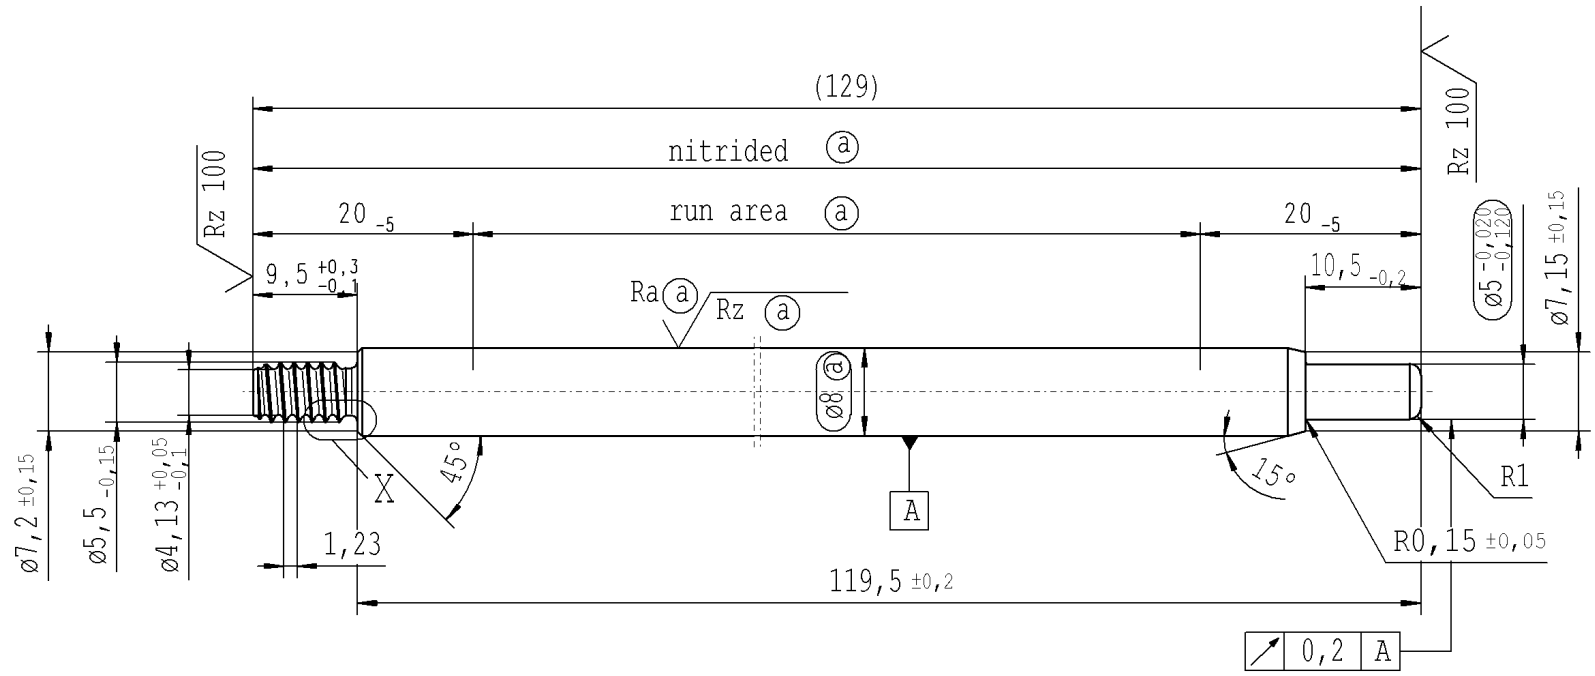 (129)
nitrided a
run area a
20 -5
20 -5
Rz 100
Rz 100
9,5 +0,3 -0,1
10,5 -0,2
Ra a
Rz a
ø5 -0,020 -0,120
ø7,15 ±0,15
ø8 a
ø7,2 ±0,15
ø5,5 -0,15
ø4,13 +0,05 -0,1
X
45°
15°
A
R1
1,23
R0,15 ±0,05
119,5 ±0,2
0,2 A